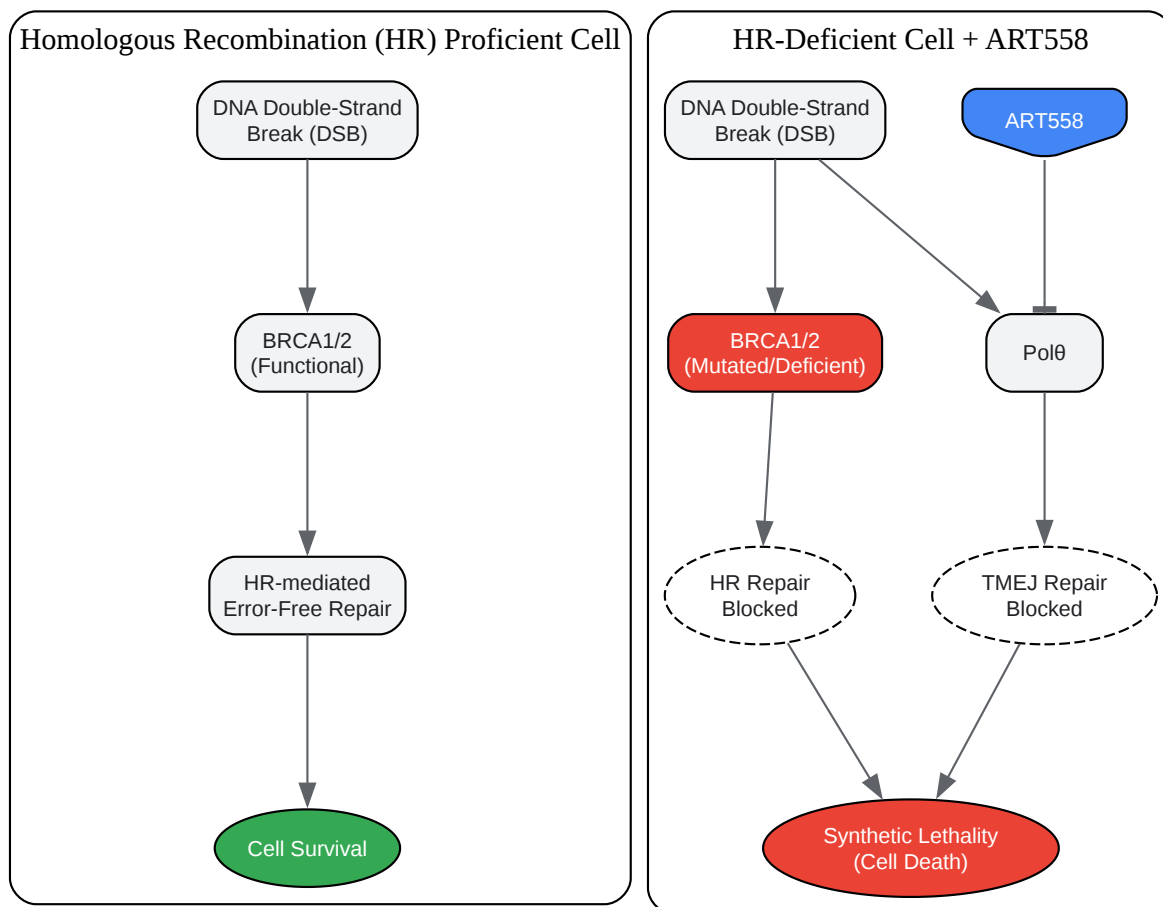 Homologous Recombination (HR) Proficient Cell
DNA Double-Strand
Break (DSB)
BRCA1/2
(Functional)
HR-mediated
Error-Free Repair
Cell Survival
HR-Deficient Cell + ART558
DNA Double-Strand
Break (DSB)
ART558
BRCA1/2
(Mutated/Deficient)
Polθ
HR Repair
Blocked
TMEJ Repair
Blocked
Synthetic Lethality
(Cell Death)